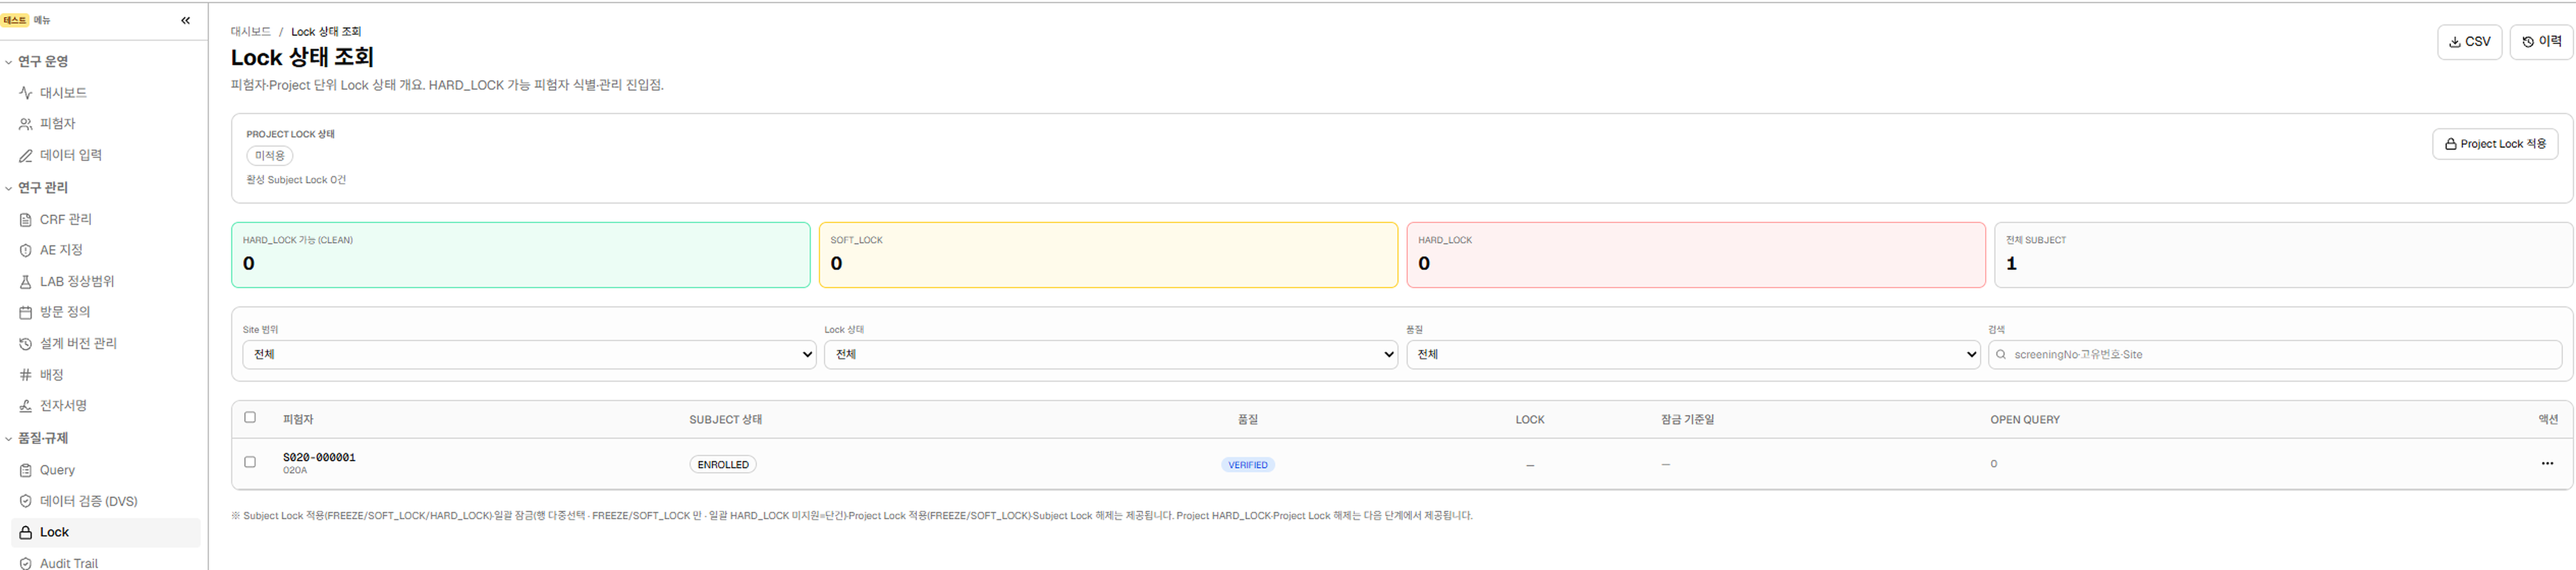 테스트 메뉴
연구 운영
대시보드
피험자
데이터 입력
연구 관리
CRF 관리
AE 지정
LAB 정상범위
방문 정의
설계 버전 관리
배정
전자서명
품질·규제
Query
데이터 검증 (DVS)
Lock
Audit Trail
대시보드 / Lock 상태 조회
Lock 상태 조회
피험자·Project 단위 Lock 상태 개요. HARD_LOCK 가능 피험자 식별·관리 진입점.
CSV 이력
PROJECT LOCK 상태
미적용
활성 Subject Lock 0건
Project Lock 적용
HARD_LOCK 가능 (CLEAN)
0
SOFT_LOCK
0
HARD_LOCK
0
전체 SUBJECT
1
Site 범위
전체
Lock 상태
전체
품질
전체
검색
screeningNo·고유번호·Site
피험자 SUBJECT 상태 품질 LOCK 잠금 기준일 OPEN QUERY 액션
S020-000001 ENROLLED VERIFIED — — 0
020A
※ Subject Lock 적용(FREEZE/SOFT_LOCK/HARD_LOCK)·일괄 잠금(행 다중선택 · FREEZE/SOFT_LOCK 만 · 일괄 HARD_LOCK 미지원=단건)·Project Lock 적용(FREEZE/SOFT_LOCK)·Subject Lock 해제는 제공됩니다. Project HARD_LOCK·Project Lock 해제는 다음 단계에서 제공됩니다.